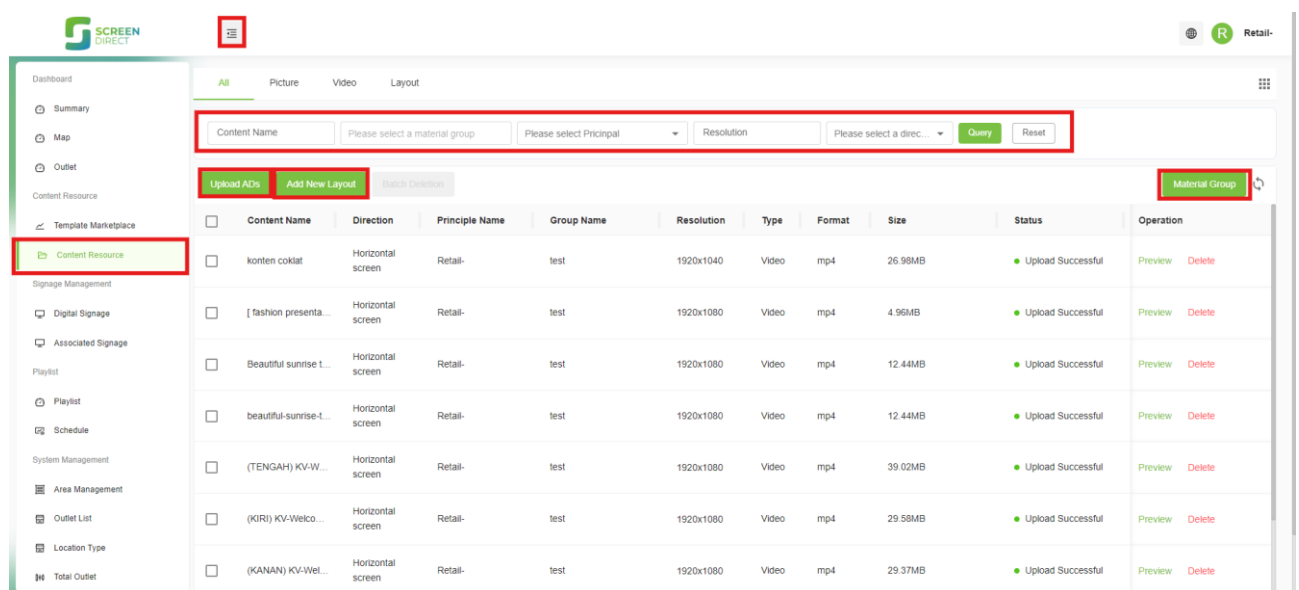 SCREEN
DIRECT
R Retail-
Dashboard
Summary
Map
Outlet
Content Resource
Template Marketplace
Content Resource
Signage Management
Digital Signage
Associated Signage
Playlist
Playlist
Schedule
System Management
Area Management
Outlet List
Location Type
Total Outlet
All Picture Video Layout
Content Name Please select a material group Please select Pricinpal Resolution Please select a direc... Query Reset
Upload ADs Add New Layout Batch Deletion Material Group
Content Name Direction Principle Name Group Name Resolution Type Format Size Status Operation
konten coklat Horizontal screen Retail- test 1920x1040 Video mp4 26.98MB Upload Successful Preview Delete
[ fashion presenta... Horizontal screen Retail- test 1920x1080 Video mp4 4.96MB Upload Successful Preview Delete
Beautiful sunrise t... Horizontal screen Retail- test 1920x1080 Video mp4 12.44MB Upload Successful Preview Delete
beautiful-sunrise-t... Horizontal screen Retail- test 1920x1080 Video mp4 12.44MB Upload Successful Preview Delete
(TENGAH) KV-W... Horizontal screen Retail- test 1920x1080 Video mp4 39.02MB Upload Successful Preview Delete
(KIRI) KV-Welco... Horizontal screen Retail- test 1920x1080 Video mp4 29.58MB Upload Successful Preview Delete
(KANAN) KV-Wel... Horizontal screen Retail- test 1920x1080 Video mp4 29.37MB Upload Successful Preview Delete